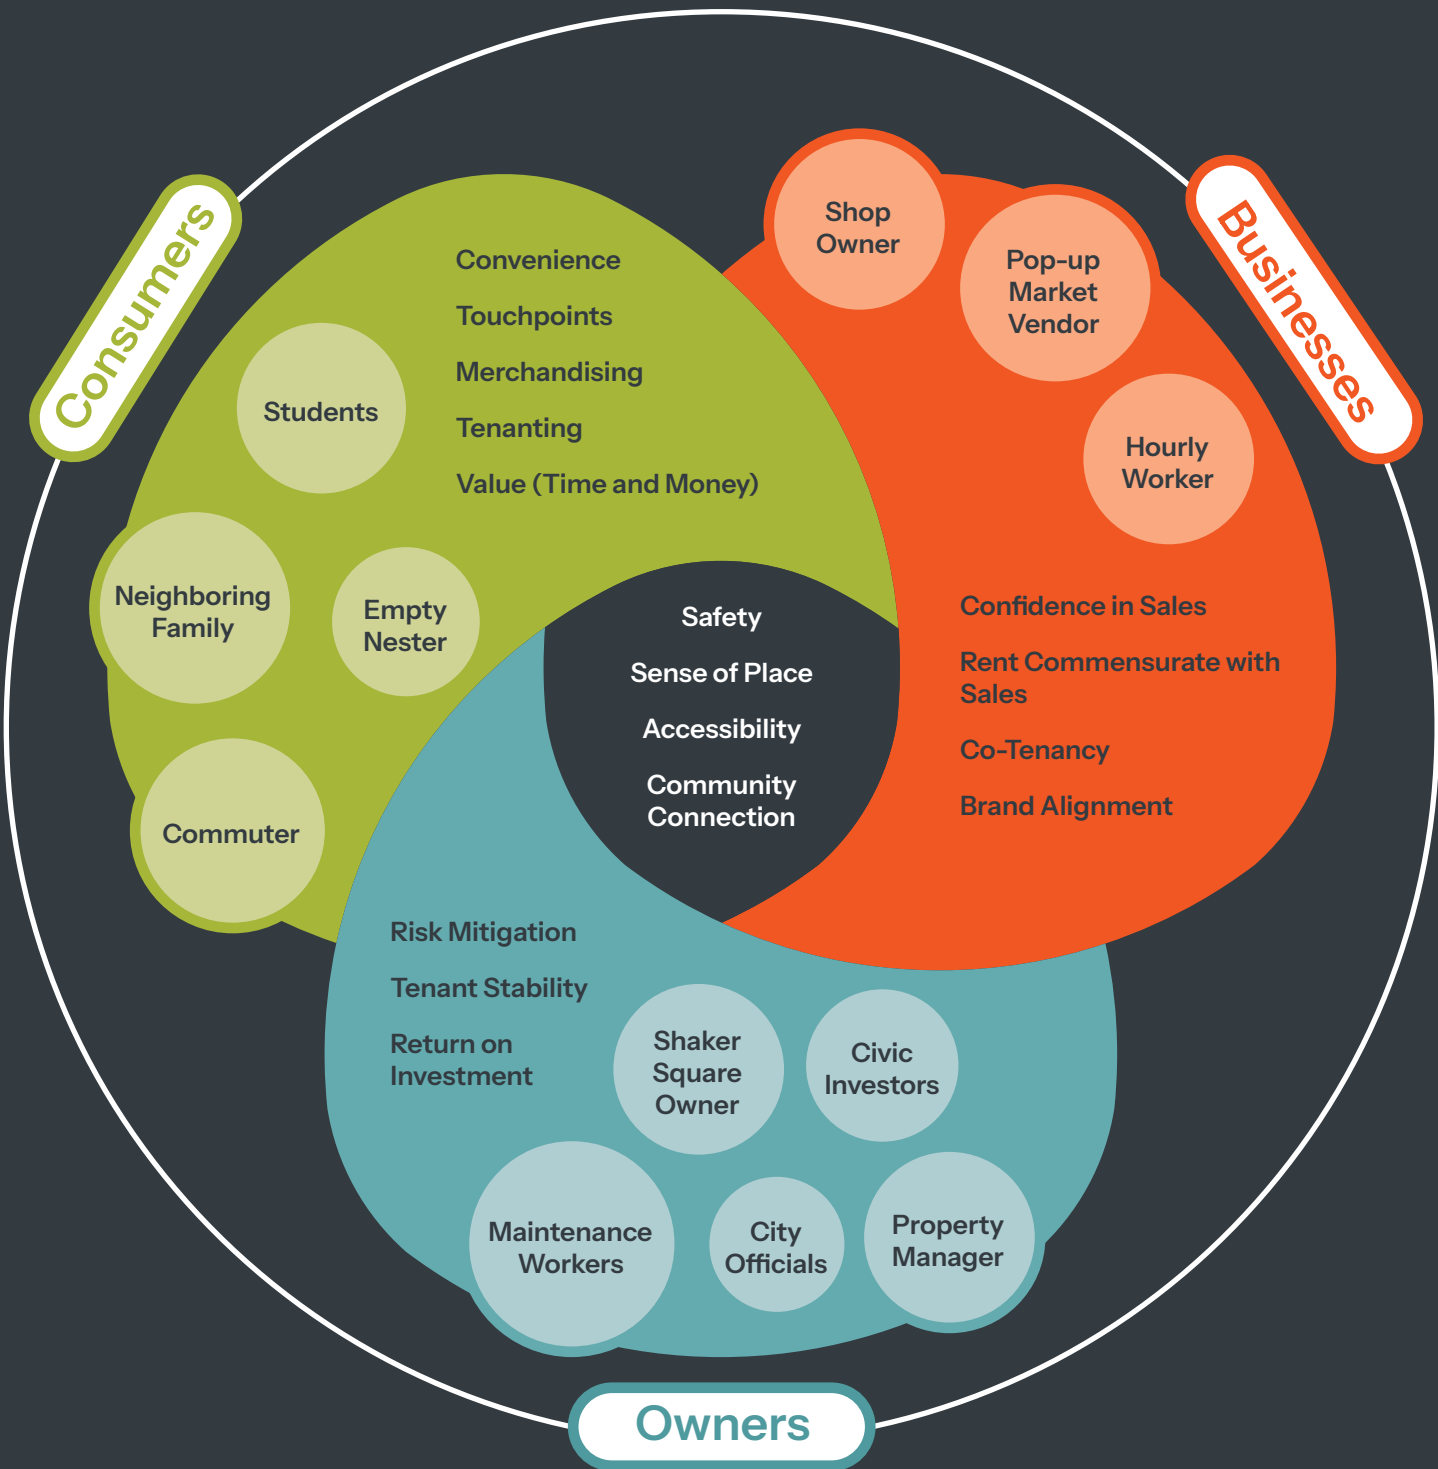 Consumers
Businesses
Convenience
Touchpoints
Merchandising
Tenanting
Value (Time and Money)
Students
Neighboring
Family
Empty
Nester
Commuter
Shop
Owner
Pop-up
Market
Vendor
Hourly
Worker
Confidence in Sales
Rent Commensurate with
Sales
Co-Tenancy
Brand Alignment
Safety
Sense of Place
Accessibility
Community
Connection
Risk Mitigation
Tenant Stability
Return on
Investment
Shaker
Square
Owner
Civic
Investors
Maintenance
Workers
City
Officials
Property
Manager
Owners